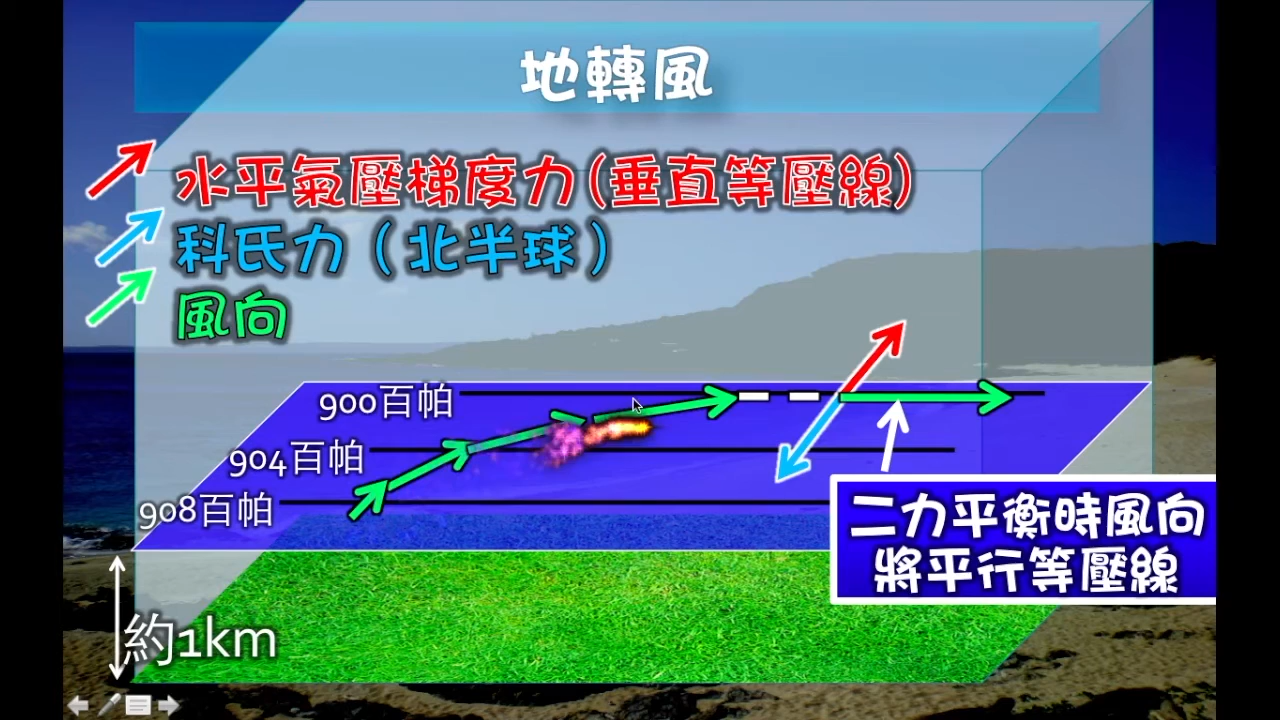 地轉風
水平氣壓梯度力(垂直等壓線)
科氏力(北半球)
風向
900百帕
904百帕
908百帕
二力平衡時風向
將平行等壓線
約1km